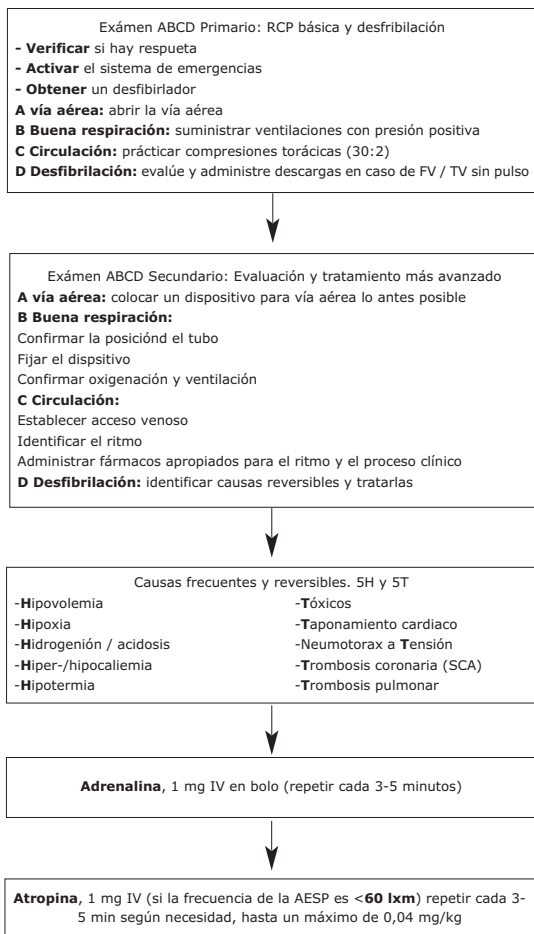 Exámen ABCD Primario: RCP básica y desfribilación
- Verificar si hay respuesta
- Activar el sistema de emergencias
- Obtener un desfibirlador
A vía aérea: abrir la vía aérea
B Buena respiración: suministrar ventilaciones con presión positiva
C Circulación: prácticar compresiones torácicas (30:2)
D Desfibrilación: evalúe y administre descargas en caso de FV / TV sin pulso
Exámen ABCD Secundario: Evaluación y tratamiento más avanzado
A vía aérea: colocar un dispositivo para vía aérea lo antes posible
B Buena respiración:
Confirmar la posiciónd el tubo
Fijar el dispsitivo
Confirmar oxigenación y ventilación
C Circulación:
Establecer acceso venoso
Identificar el ritmo
Administrar fármacos apropiados para el ritmo y el proceso clínico
D Desfibrilación: identificar causas reversibles y tratarlas
Causas frecuentes y reversibles. 5H y 5T
-Hipovolemia
-Hipoxia
-Hidrogenión / acidosis
-Hiper-/hipocaliemia
-Hipotermia
-Tóxicos
-Taponamiento cardiaco
-Neumotorax a Tensión
-Trombosis coronaria (SCA)
-Trombosis pulmonar
Adrenalina, 1 mg IV en bolo (repetir cada 3-5 minutos)
Atropina, 1 mg IV (si la frecuencia de la AESP es <60 lxm) repetir cada 3-
5 min según necesidad, hasta un máximo de 0,04 mg/kg